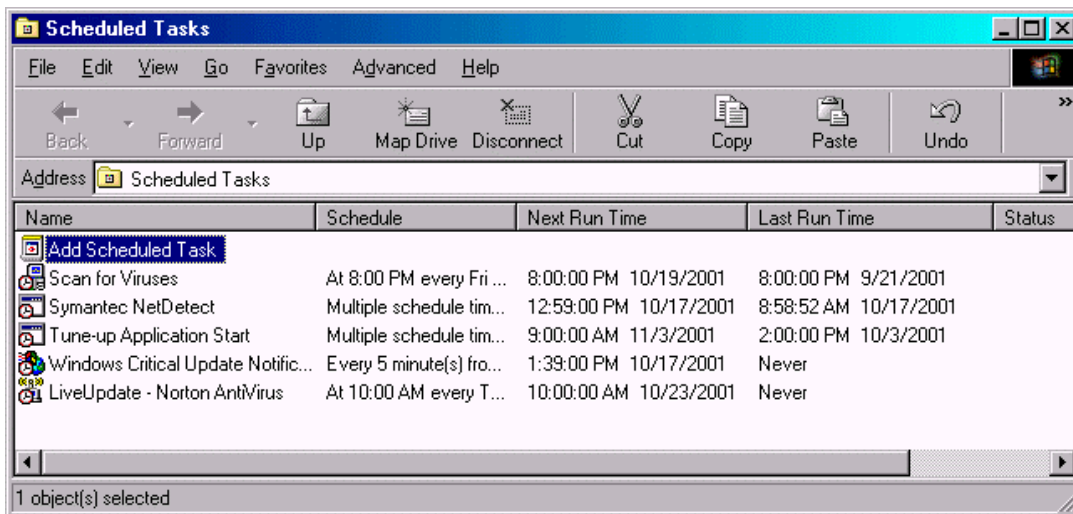 Scheduled Tasks
File Edit View Go Favorites Advanced Help
Back Forward Up Map Drive Disconnect Cut Copy Paste Undo »
Address Scheduled Tasks
Name Schedule Next Run Time Last Run Time Status
Add Scheduled Task
Scan for Viruses At 8:00 PM every Fri ... 8:00:00 PM 10/19/2001 8:00:00 PM 9/21/2001
Symantec NetDetect Multiple schedule tim... 12:59:00 PM 10/17/2001 8:58:52 AM 10/17/2001
Tune-up Application Start Multiple schedule tim... 9:00:00 AM 11/3/2001 2:00:00 PM 10/3/2001
Windows Critical Update Notific... Every 5 minute(s) fro... 1:39:00 PM 10/17/2001 Never
LiveUpdate - Norton AntiVirus At 10:00 AM every T... 10:00:00 AM 10/23/2001 Never
1 object(s) selected